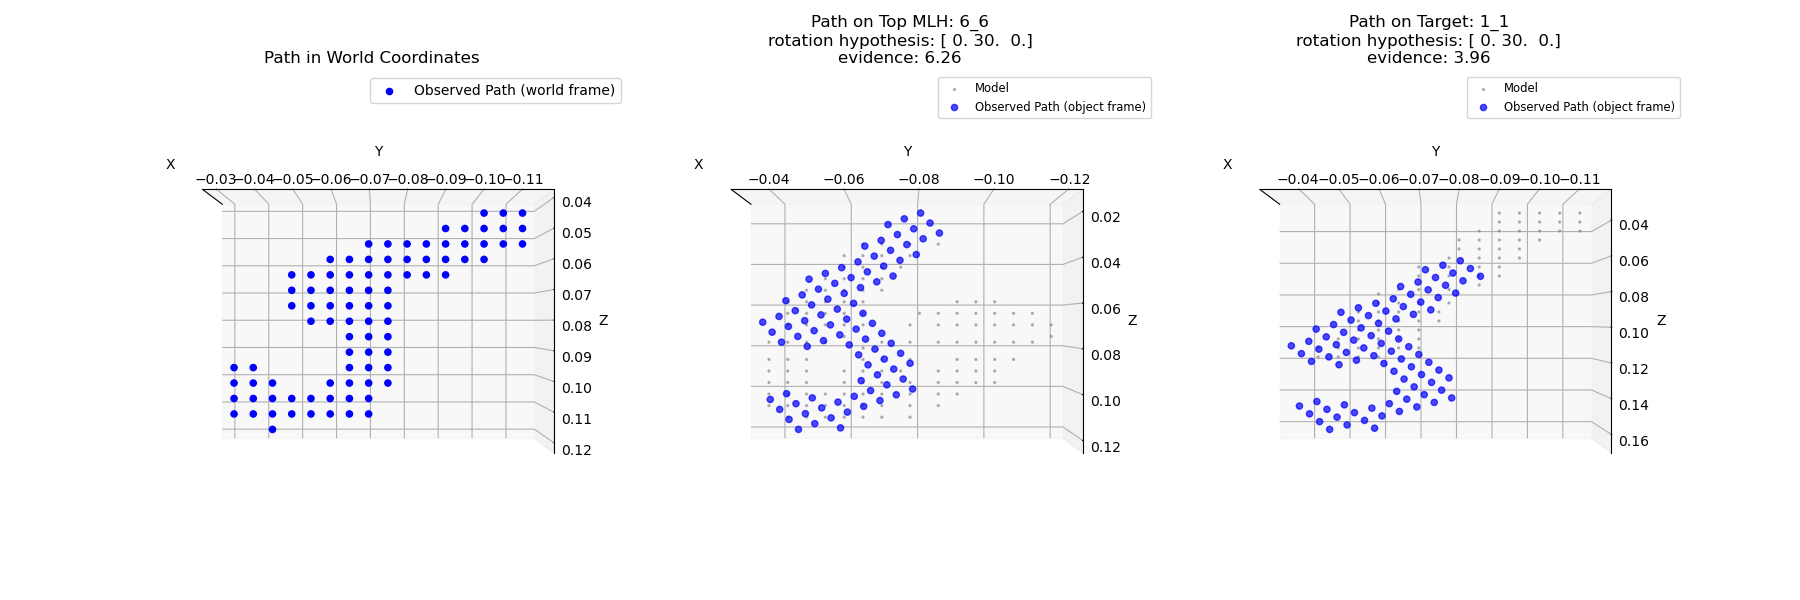 Path in World Coordinates
Observed Path (world frame)
X
Y
−0.03 −0.04 −0.05 −0.06 −0.07 −0.08 −0.09 −0.10 −0.11
0.04
0.05
0.06
0.07
0.08
Z
0.09
0.10
0.11
0.12
Path on Top MLH: 6_6
rotation hypothesis: [ 0. 30.  0.]
evidence: 6.26
Model
Observed Path (object frame)
X
Y
−0.04 −0.06 −0.08 −0.10 −0.12
0.02
0.04
0.06
Z
0.08
0.10
0.12
Path on Target: 1_1
rotation hypothesis: [ 0. 30.  0.]
evidence: 3.96
Model
Observed Path (object frame)
X
Y
−0.04 −0.05 −0.06 −0.07 −0.08 −0.09 −0.10 −0.11
0.04
0.06
0.08
Z
0.10
0.12
0.14
0.16